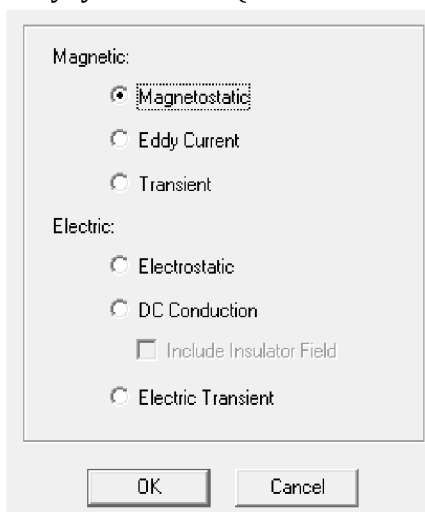 Magnetic:
Magnetostatic
Eddy Current
Transient
Electric:
Electrostatic
DC Conduction
Include Insulator Field
Electric Transient
OK
Cancel